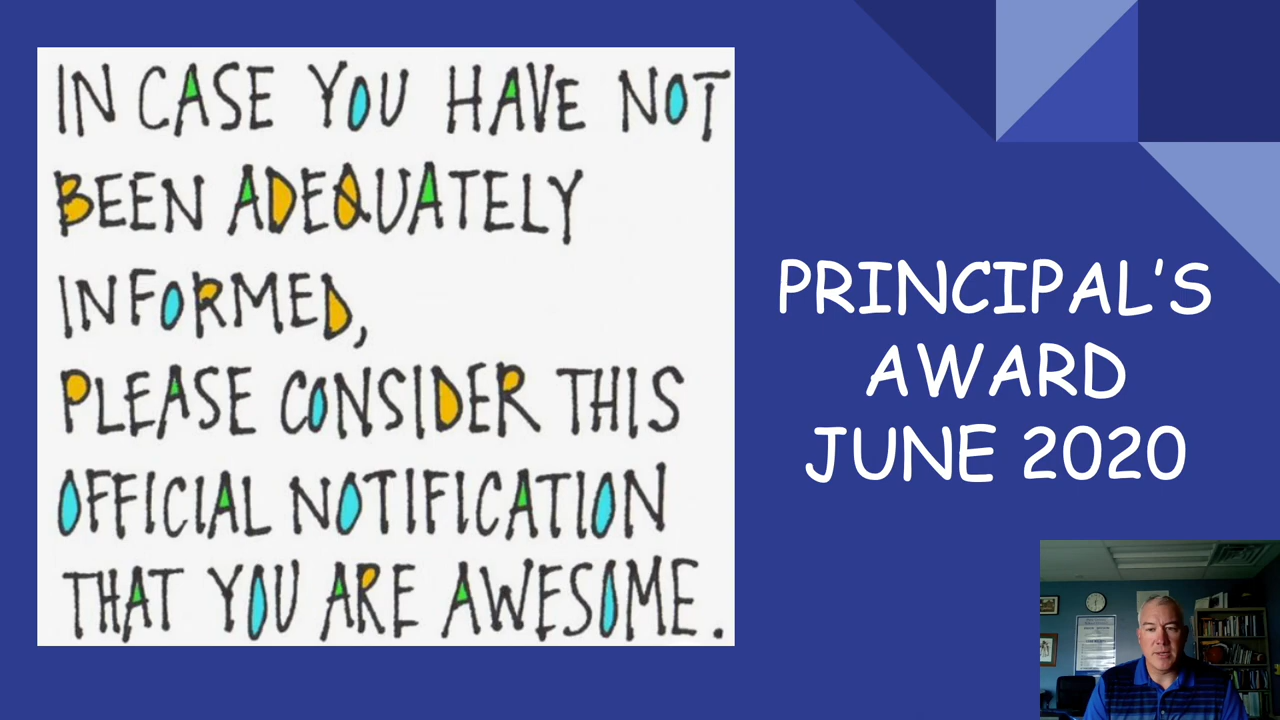 IN CASE YOU HAVE NOT
BEEN ADEQUATELY
INFORMED,
PLEASE CONSIDER THIS
OFFICIAL NOTIFICATION
THAT YOU ARE AWESOME.
PRINCIPAL'S
AWARD
JUNE 2020